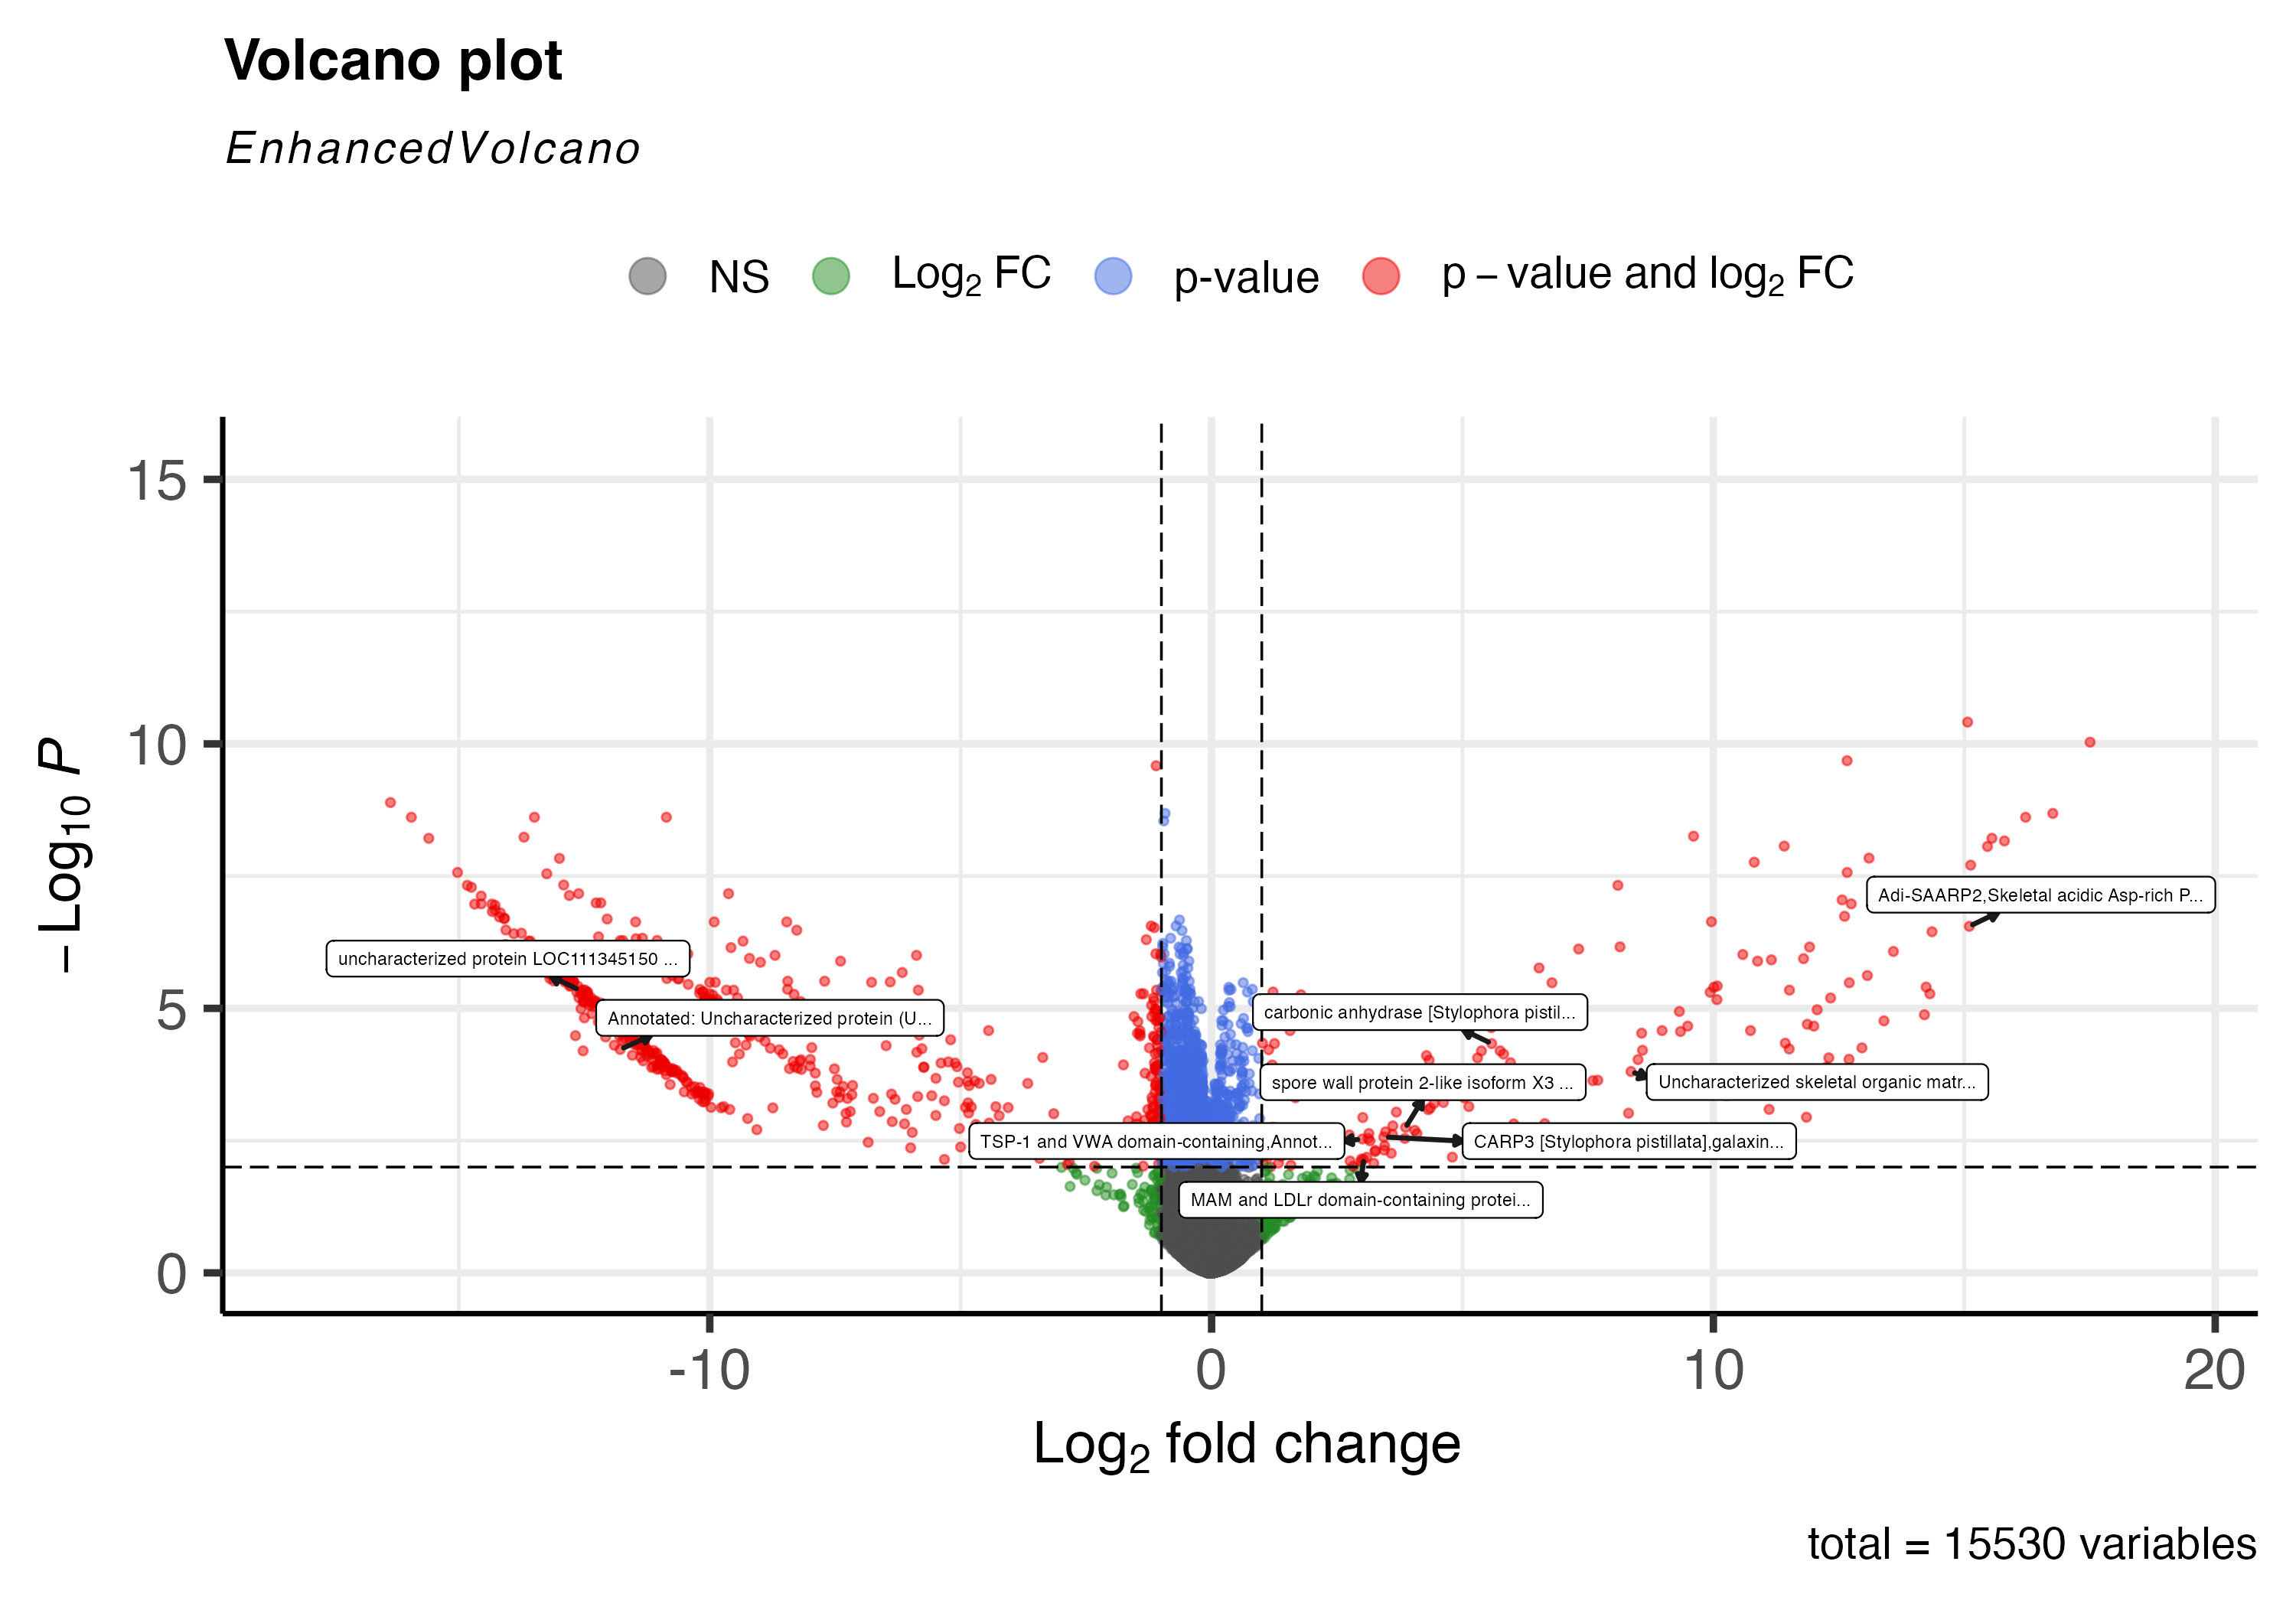 Volcano plot
EnhancedVolcano
NS Log2 FC p-value p – value and log2 FC
15
10
5
0
–Log10 P
Adi-SAARP2,Skeletal acidic Asp-rich P...
uncharacterized protein LOC111345150 ...
carbonic anhydrase [Stylophora pistil...
Annotated: Uncharacterized protein (U...
spore wall protein 2-like isoform X3 ...
Uncharacterized skeletal organic matr...
TSP-1 and VWA domain-containing,Annot...
CARP3 [Stylophora pistillata],galaxin...
MAM and LDLr domain-containing protei...
-10 0 10 20
Log2 fold change
total = 15530 variables